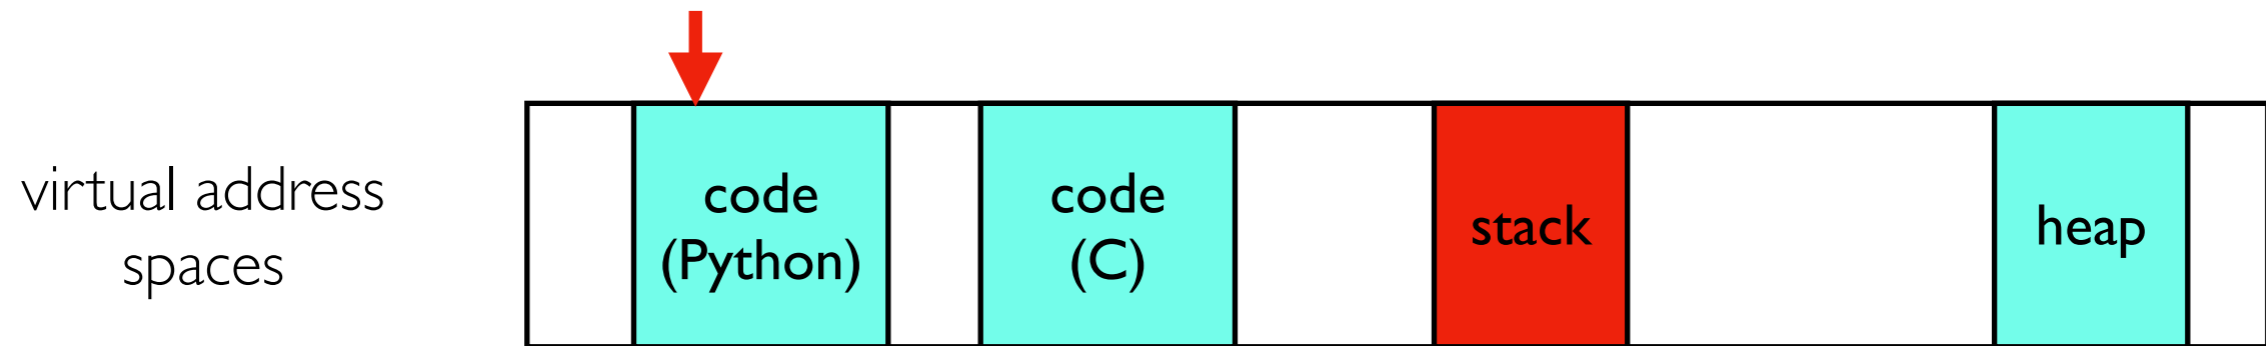 virtual address
spaces
code
(Python)
code
(C)
stack
heap